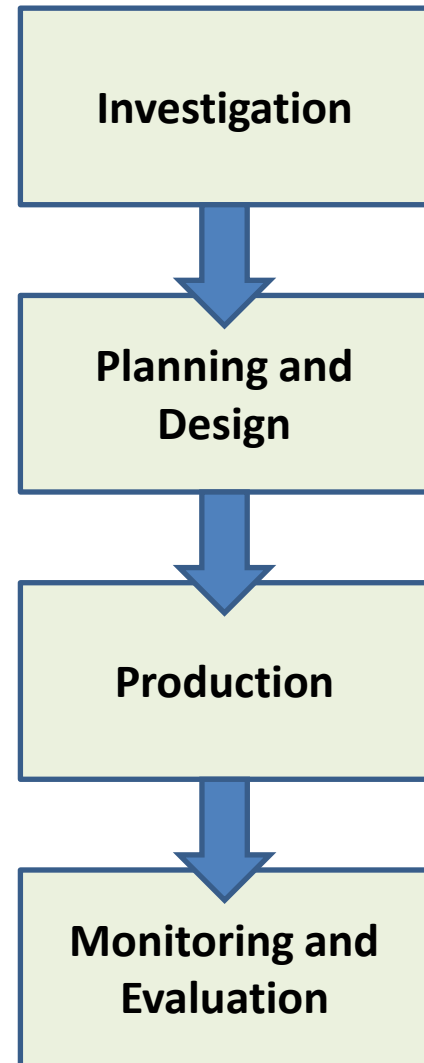 Investigation
Planning and
Design
Production
Monitoring and
Evaluation